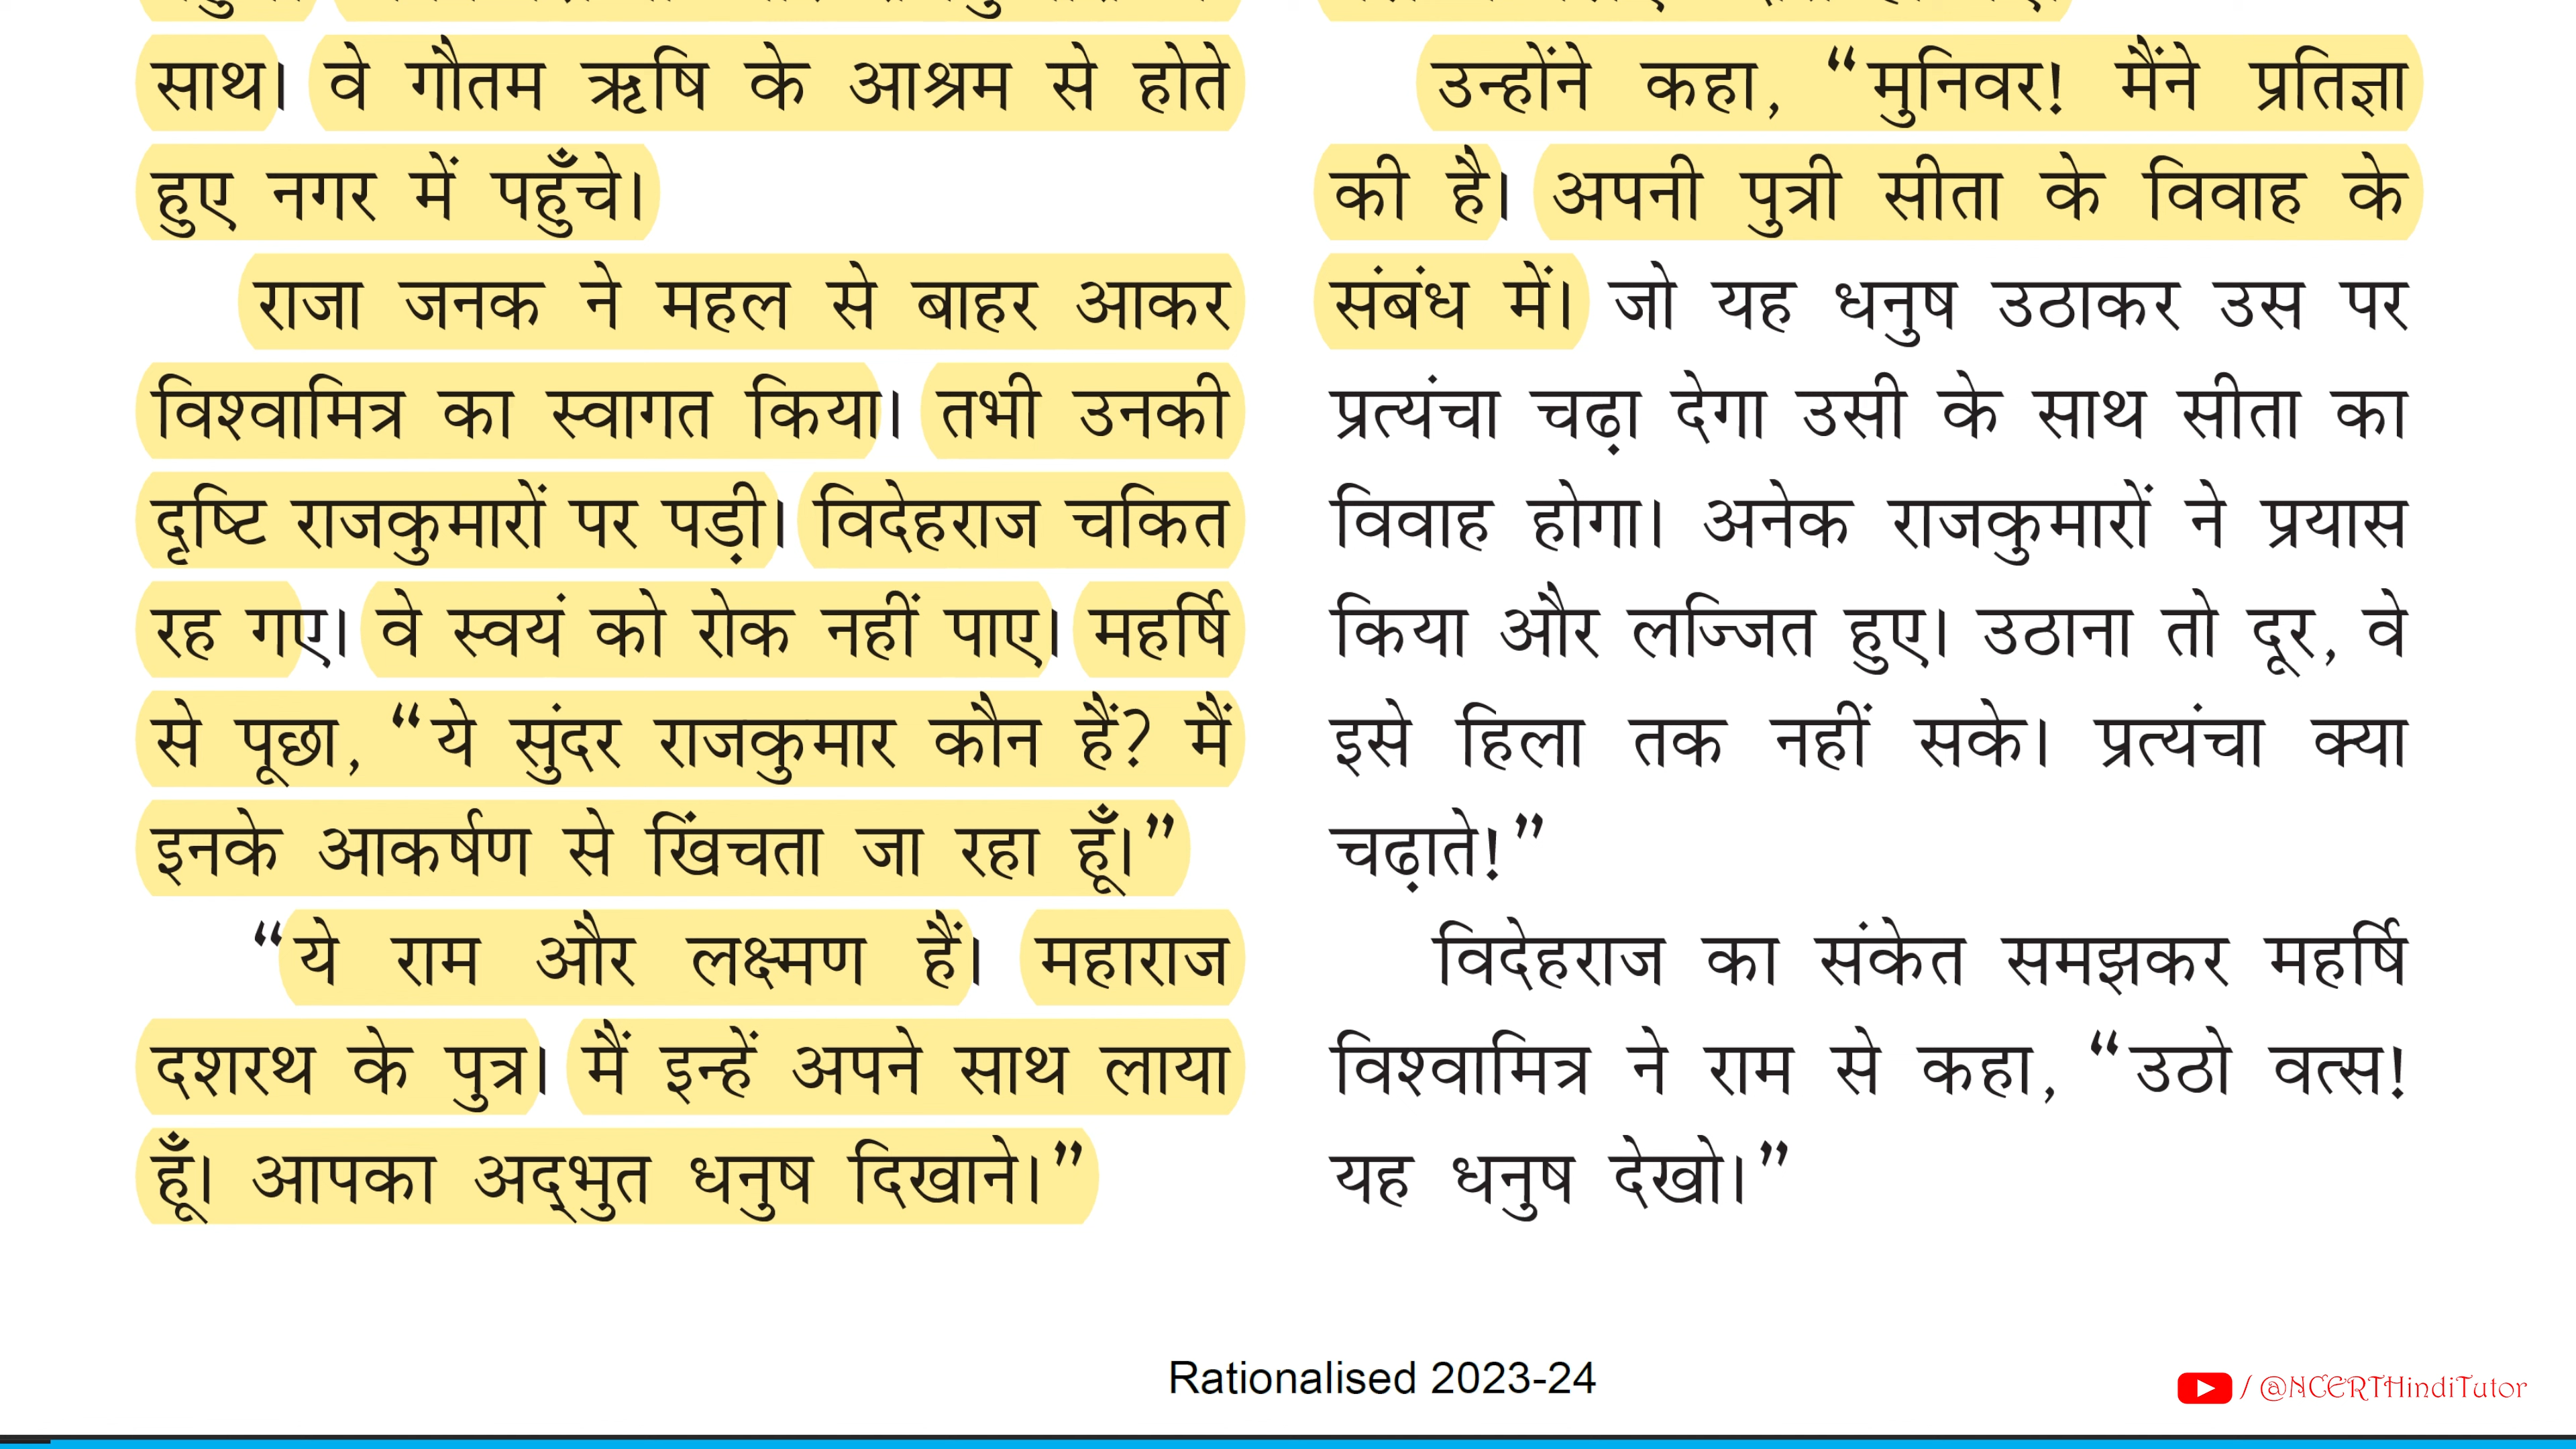 साथ। वे गौतम ऋषि के आश्रम से होते
हुए नगर में पहुँचे।
राजा जनक ने महल से बाहर आकर
विश्वामित्र का स्वागत किया। तभी उनकी
दृष्टि राजकुमारों पर पड़ी। विदेहराज चकित
रह गए। वे स्वयं को रोक नहीं पाए। महर्षि
से पूछा, “ये सुंदर राजकुमार कौन हैं? मैं
इनके आकर्षण से खिंचता जा रहा हूँ।”
“ये राम और लक्ष्मण हैं। महाराज
दशरथ के पुत्र। मैं इन्हें अपने साथ लाया
हूँ। आपका अद्‌भुत धनुष दिखाने।”
उन्होंने कहा, “मुनिवर! मैंने प्रतिज्ञा
की है। अपनी पुत्री सीता के विवाह के
संबंध में। जो यह धनुष उठाकर उस पर
प्रत्यंचा चढ़ा देगा उसी के साथ सीता का
विवाह होगा। अनेक राजकुमारों ने प्रयास
किया और लज्जित हुए। उठाना तो दूर, वे
इसे हिला तक नहीं सके। प्रत्यंचा क्या
चढ़ाते!”
विदेहराज का संकेत समझकर महर्षि
विश्वामित्र ने राम से कहा, “उठो वत्स!
यह धनुष देखो।”
Rationalised 2023-24
/ @NCERTHindiTutor